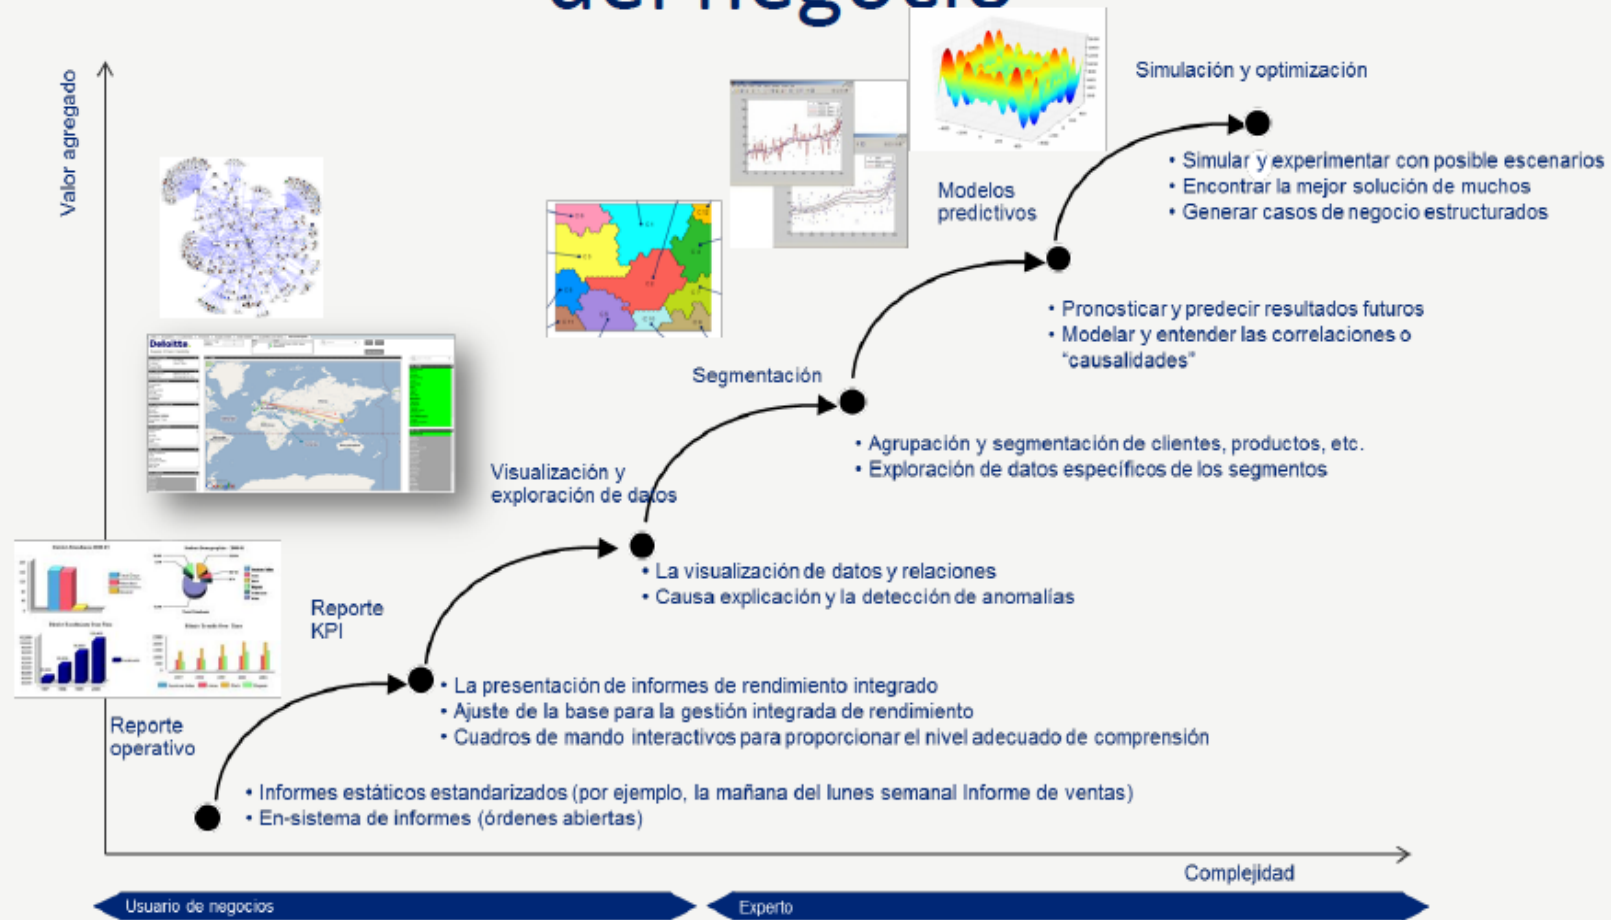 del negocio
Valor agregado
Simulación y optimización
• Simular y experimentar con posible escenarios
• Encontrar la mejor solución de muchos
• Generar casos de negocio estructurados
Modelos
predictivos
• Pronosticar y predecir resultados futuros
• Modelar y entender las correlaciones o
"causalidades"
Segmentación
• Agrupación y segmentación de clientes, productos, etc.
• Exploración de datos específicos de los segmentos
Deloitte
Visualización y
exploración de datos
• La visualización de datos y relaciones
• Causa explicación y la detección de anomalías
Reporte
KPI
• La presentación de informes de rendimiento integrado
• Ajuste de la base para la gestión integrada de rendimiento
• Cuadros de mando interactivos para proporcionar el nivel adecuado de comprensión
Reporte
operativo
• Informes estáticos estandarizados (por ejemplo, la mañana del lunes semanal Informe de ventas)
• En-sistema de informes (órdenes abiertas)
Complejidad
Usuario de negocios
Experto